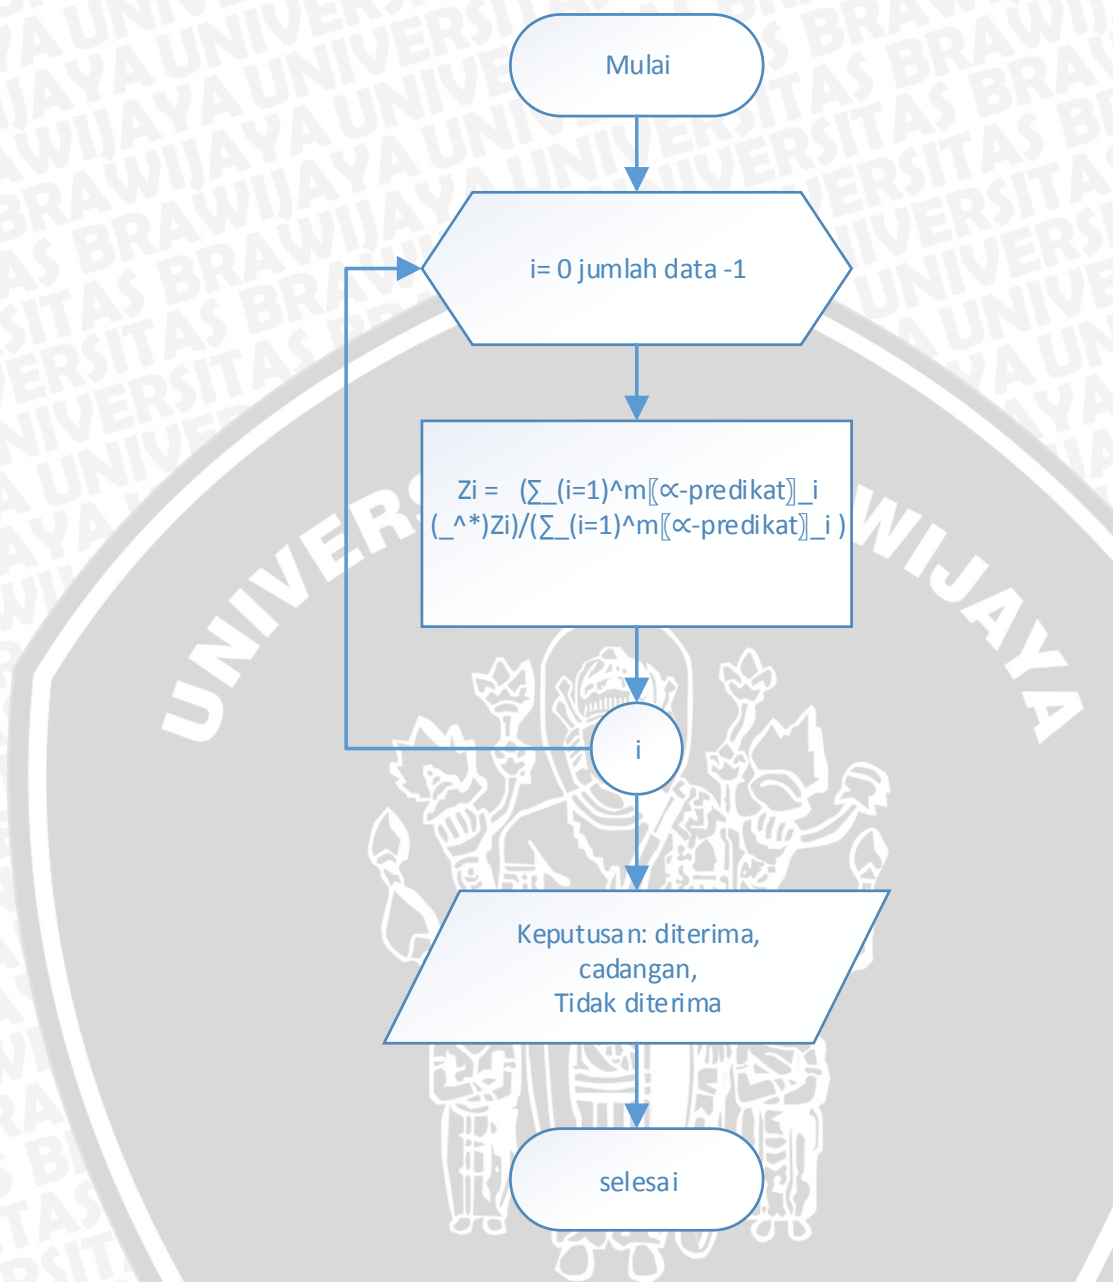 Mulai
i= 0 jumlah data -1
Zi = (∑_(i=1)^m〖∝-predikat〗_i
(_^*)Zi)/(∑_(i=1)^m〖∝-predikat〗_i )
i
Keputusan: diterima,
cadangan,
Tidak diterima
selesai